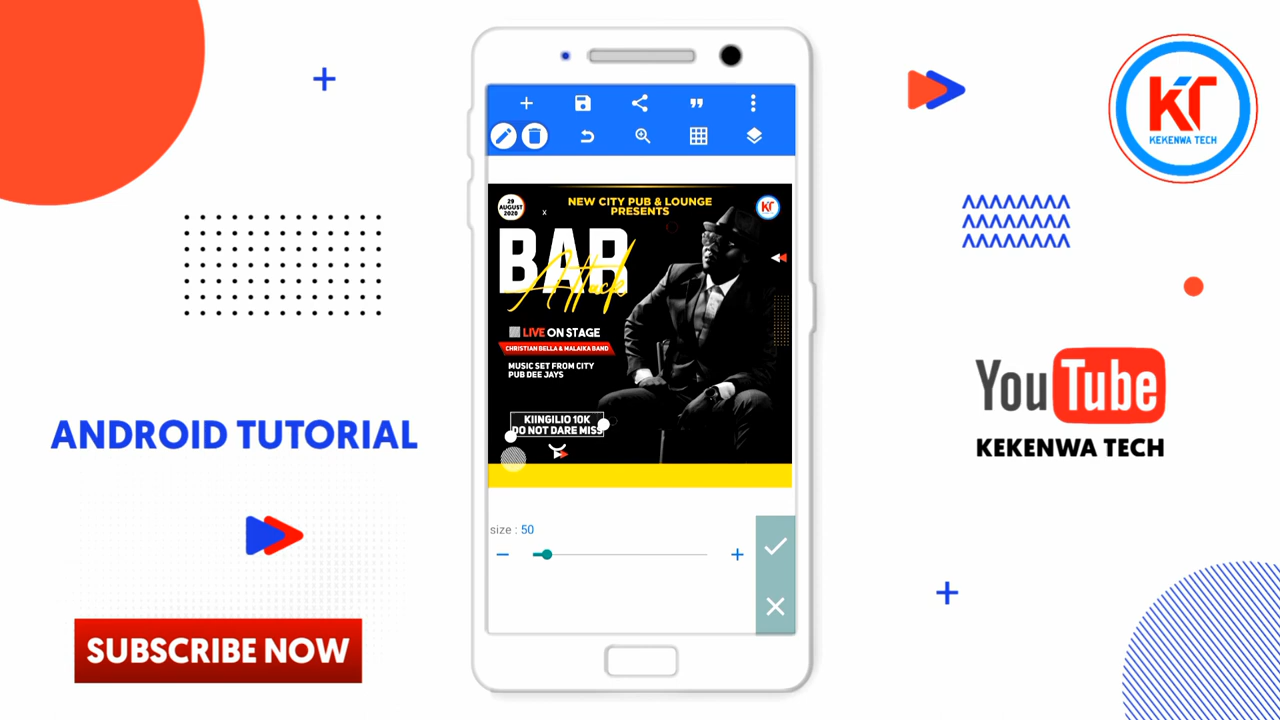 KT
KEKENWA TECH
29
AUGUST
2020
x
NEW CITY PUB & LOUNGE
PRESENTS
KT
BAR
Attack
LIVE ON STAGE
CHRISTIAN BELLA & MALAIKA BAND
MUSIC SET FROM CITY
PUB DEE JAYS
KIINGILIO 10K
DO NOT DARE MISS
size : 50
ANDROID TUTORIAL
SUBSCRIBE NOW
YouTube
KEKENWA TECH